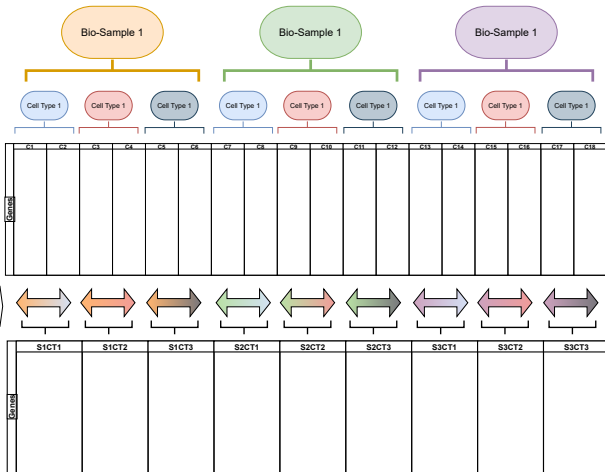 Bio-Sample 1 Bio-Sample 1 Bio-Sample 1
Cell Type 1 Cell Type 1 Cell Type 1 Cell Type 1 Cell Type 1 Cell Type 1 Cell Type 1 Cell Type 1 Cell Type 1
C1 C2 C3 C4 C5 C6 C7 C8 C9 C10 C11 C12 C13 C14 C15 C16 C17 C18
Genes
S1CT1 S1CT2 S1CT3 S2CT1 S2CT2 S2CT3 S3CT1 S3CT2 S3CT3
Genes